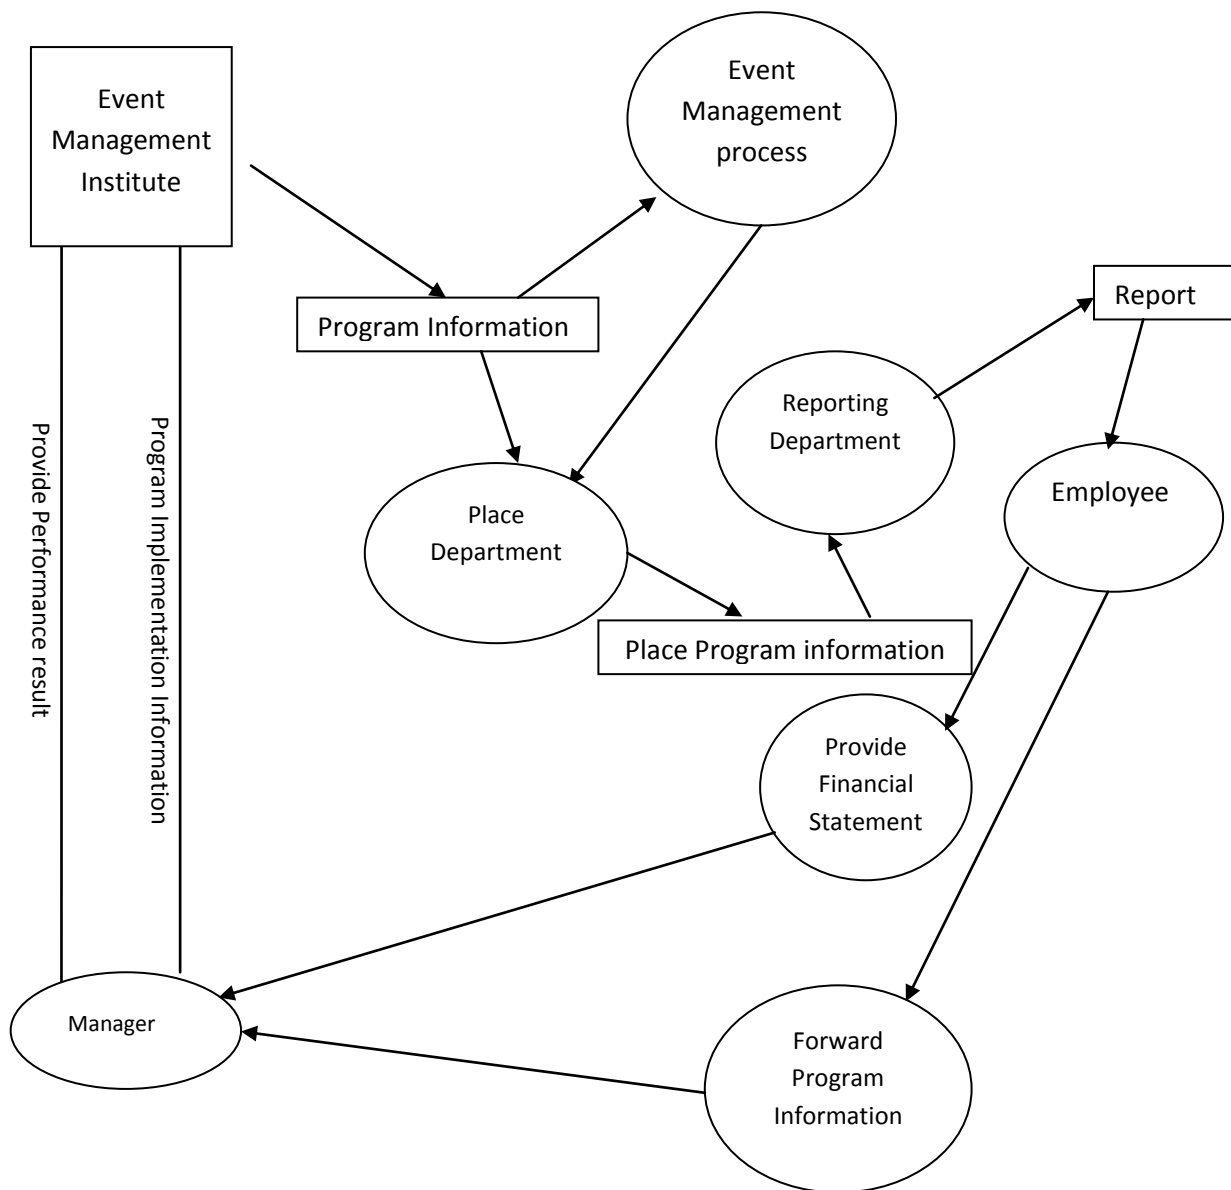 Event
Management
Institute
Event
Management
process
Program Information
Report
Reporting
Department
Employee
Place
Department
Place Program information
Provide Performance result
Program Implementation Information
Provide
Financial
Statement
Manager
Forward
Program
Information